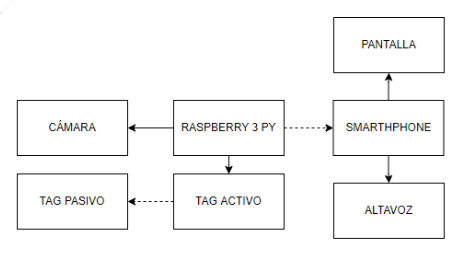 PANTALLA
CÁMARA
RASPBERRY 3 PY
SMARTHPHONE
TAG PASIVO
TAG ACTIVO
ALTAVOZ